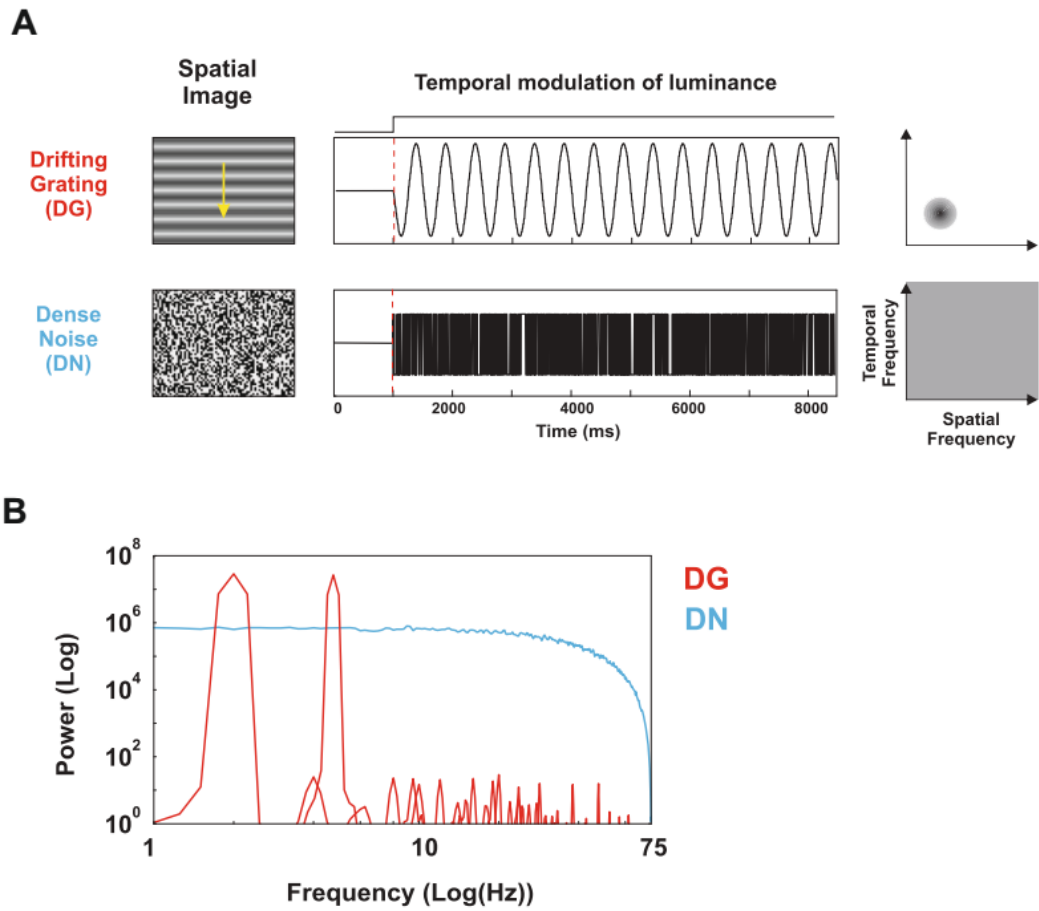 A
Spatial
Image
Temporal modulation of luminance
Drifting
Grating
(DG)
Dense
Noise
(DN)
0 2000 4000 6000 8000
Time (ms)
Temporal
Frequency
Spatial
Frequency
B
Power (Log)
10^8
10^6
10^4
10^2
10^0
1 10 75
Frequency (Log(Hz))
DG
DN